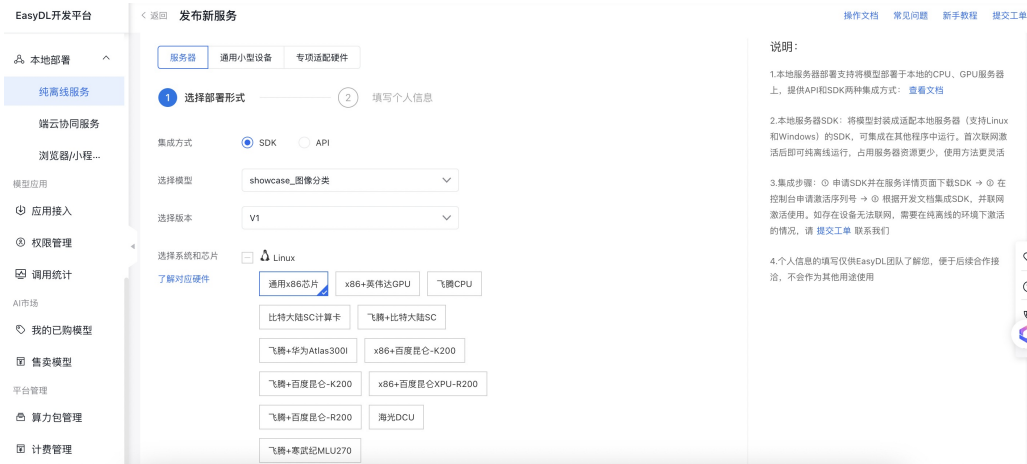 EasyDL开发平台
返回 发布新服务
操作文档 常见问题 新手教程 提交工单
本地部署
纯离线服务
端云协同服务
浏览器/小程...
模型应用
应用接入
权限管理
调用统计
AI市场
我的已购模型
售卖模型
平台管理
算力包管理
计费管理
服务器 通用小型设备 专项适配硬件
1 选择部署形式 2 填写个人信息
集成方式 SDK API
选择模型 showcase_图像分类
选择版本 V1
选择系统和芯片 Linux
了解对应硬件
通用x86芯片 x86+英伟达GPU 飞腾CPU
比特大陆SC计算卡 飞腾+比特大陆SC
飞腾+华为Atlas300I x86+百度昆仑-K200
飞腾+百度昆仑-K200 x86+百度昆仑XPU-R200
飞腾+百度昆仑-R200 海光DCU
飞腾+寒武纪MLU270
说明:
1.本地服务器部署支持将模型部署于本地的CPU、GPU服务器
上，提供API和SDK两种集成方式： 查看文档
2.本地服务器SDK：将模型封装成适配本地服务器（支持Linux
和Windows）的SDK，可集成在其他程序中运行。首次联网激
活后即可纯离线运行，占用服务器资源更少，使用方法更灵活
3.集成步骤：① 申请SDK并在服务详情页面下载SDK → ② 在
控制台申请激活序列号 → ③ 根据开发文档集成SDK，并联网
激活使用。如存在设备无法联网，需要在纯离线的环境下激活
的情况，请 提交工单 联系我们
4.个人信息的填写仅供EasyDL团队了解您，便于后续合作接
洽，不会作为其他用途使用